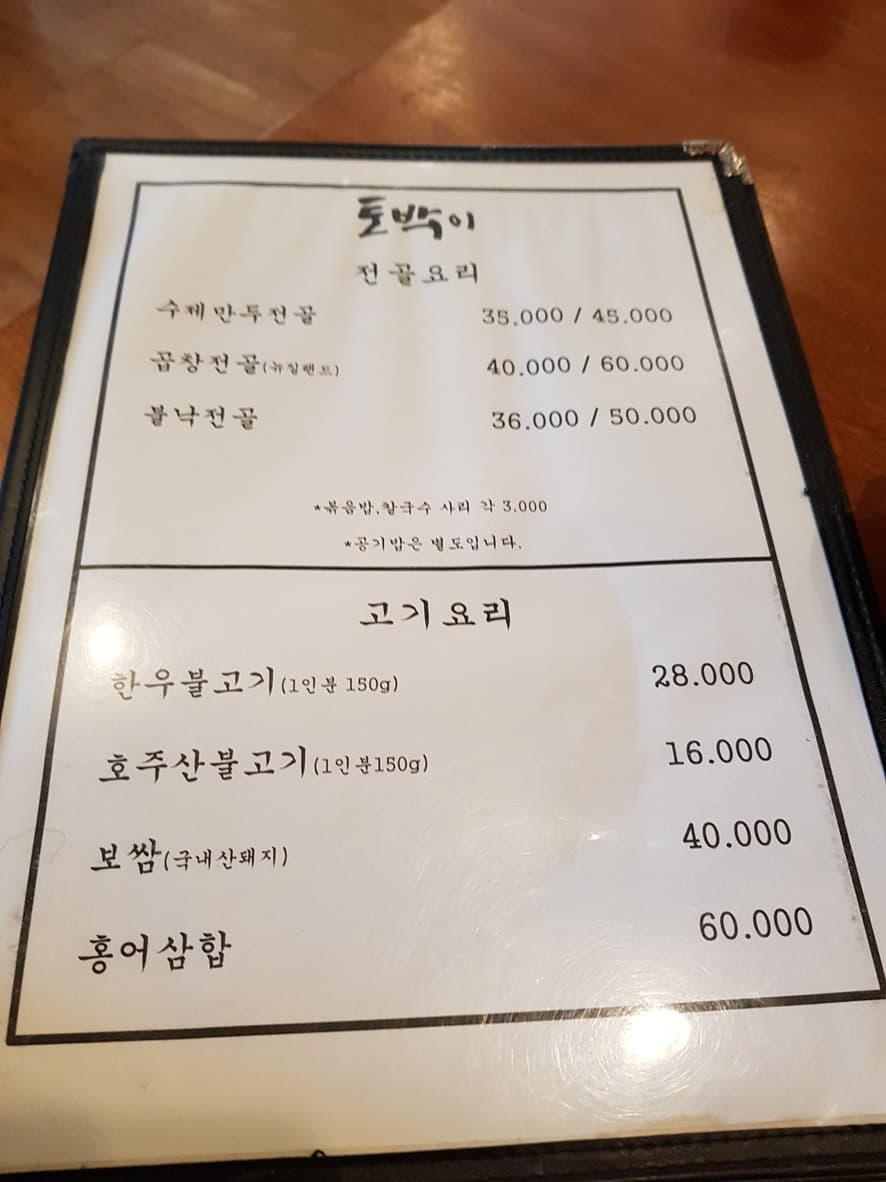 토박이
전골요리
수제만두전골 35.000 / 45.000
곱창전골(뉴질랜드) 40.000 / 60.000
불낙전골 36.000 / 50.000
*볶음밥,칼국수 사리 각 3.000
*공기밥은 별도입니다.
고기요리
한우불고기(1인분 150g) 28.000
호주산불고기(1인분150g) 16.000
보쌈(국내산돼지) 40.000
홍어삼합 60.000